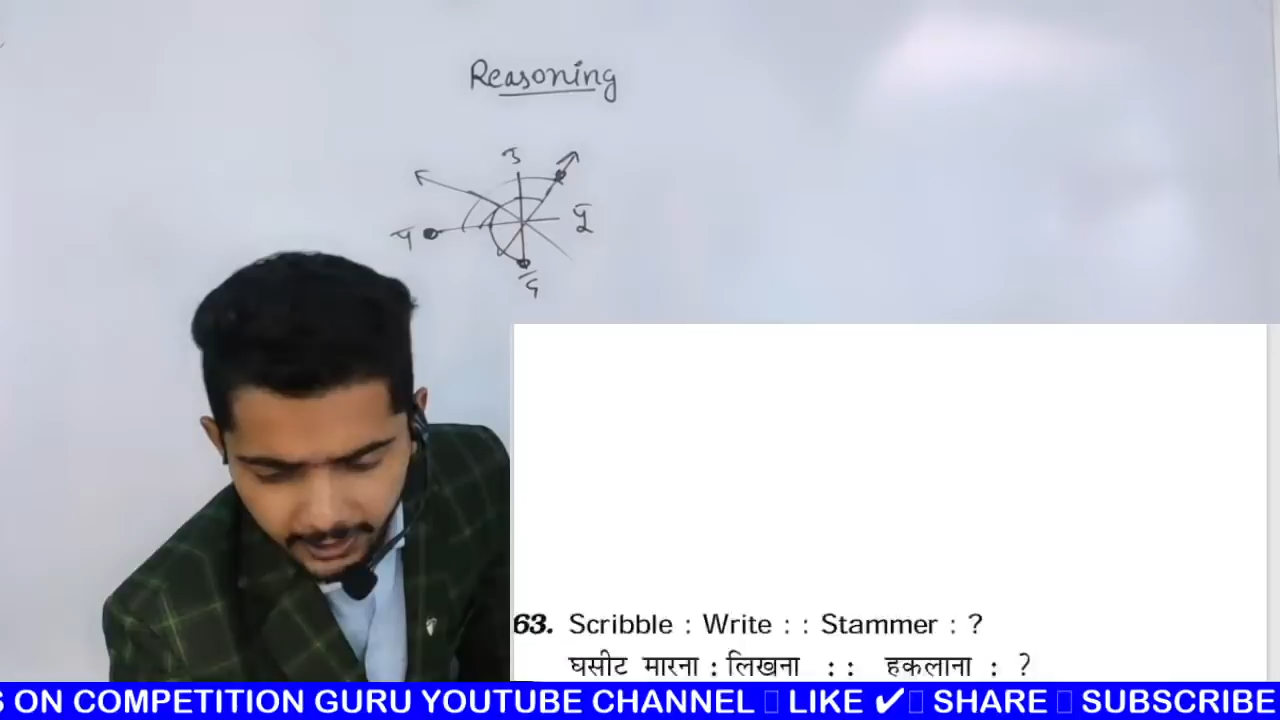 Reasoning
उ
पू
प
द
63. Scribble : Write : : Stammer : ?
घसीट मारना : लिखना : : हकलाना : ?
S ON COMPETITION GURU YOUTUBE CHANNEL LIKE ✔ SHARE SUBSCRIBE